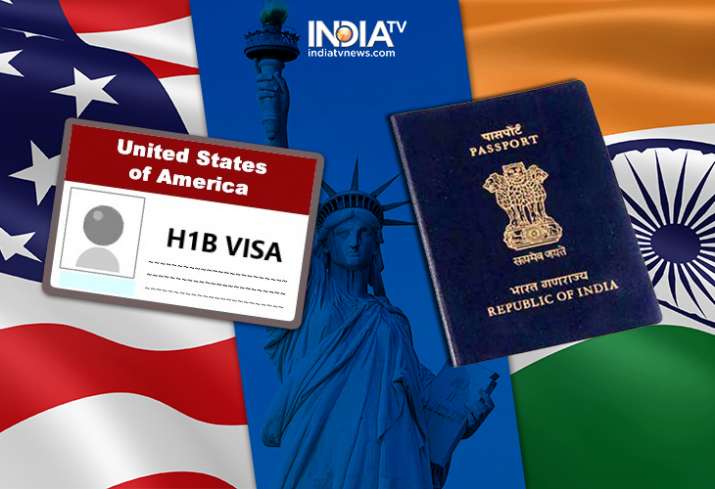 INDIA TV
indiatvnews.com
United States
of America
H1B VISA
पासपोर्ट
PASSPORT
सत्यमेव जयते
भारत गणराज्य
REPUBLIC OF INDIA